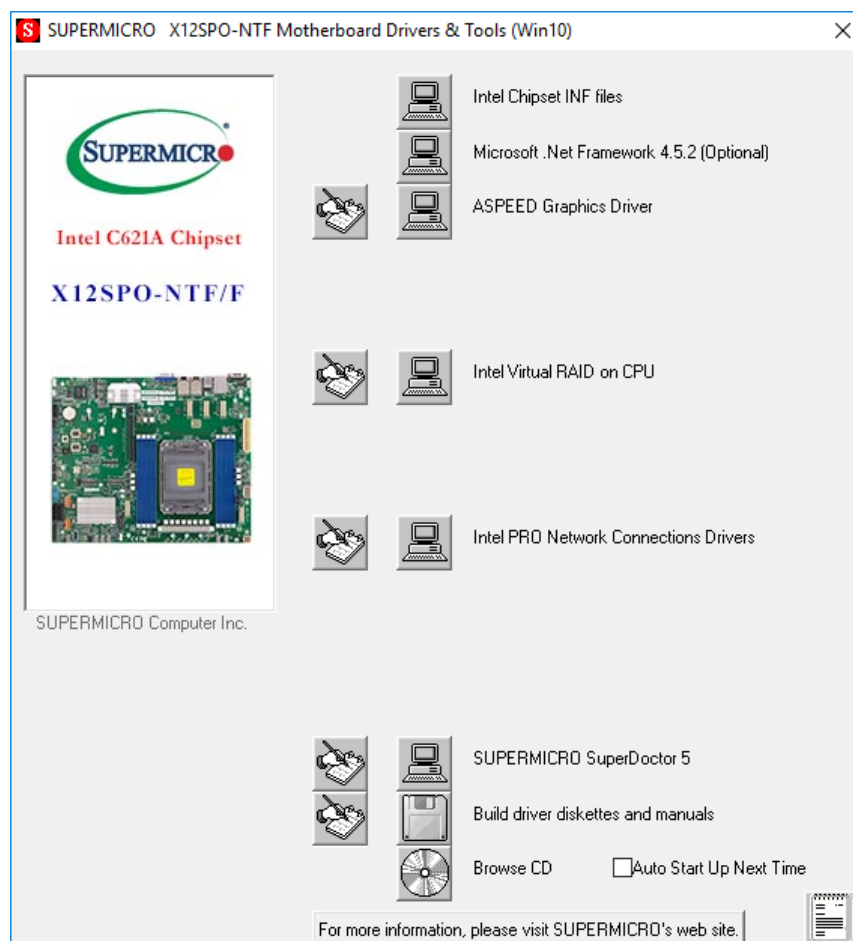 S SUPERMICRO X12SPO-NTF Motherboard Drivers & Tools (Win10)
SUPERMICRO
Intel C621A Chipset
X12SPO-NTF/F
SUPERMICRO Computer Inc.
Intel Chipset INF files
Microsoft .Net Framework 4.5.2 (Optional)
ASPEED Graphics Driver
Intel Virtual RAID on CPU
Intel PRO Network Connections Drivers
SUPERMICRO SuperDoctor 5
Build driver diskettes and manuals
Browse CD Auto Start Up Next Time
For more information, please visit SUPERMICRO's web site.